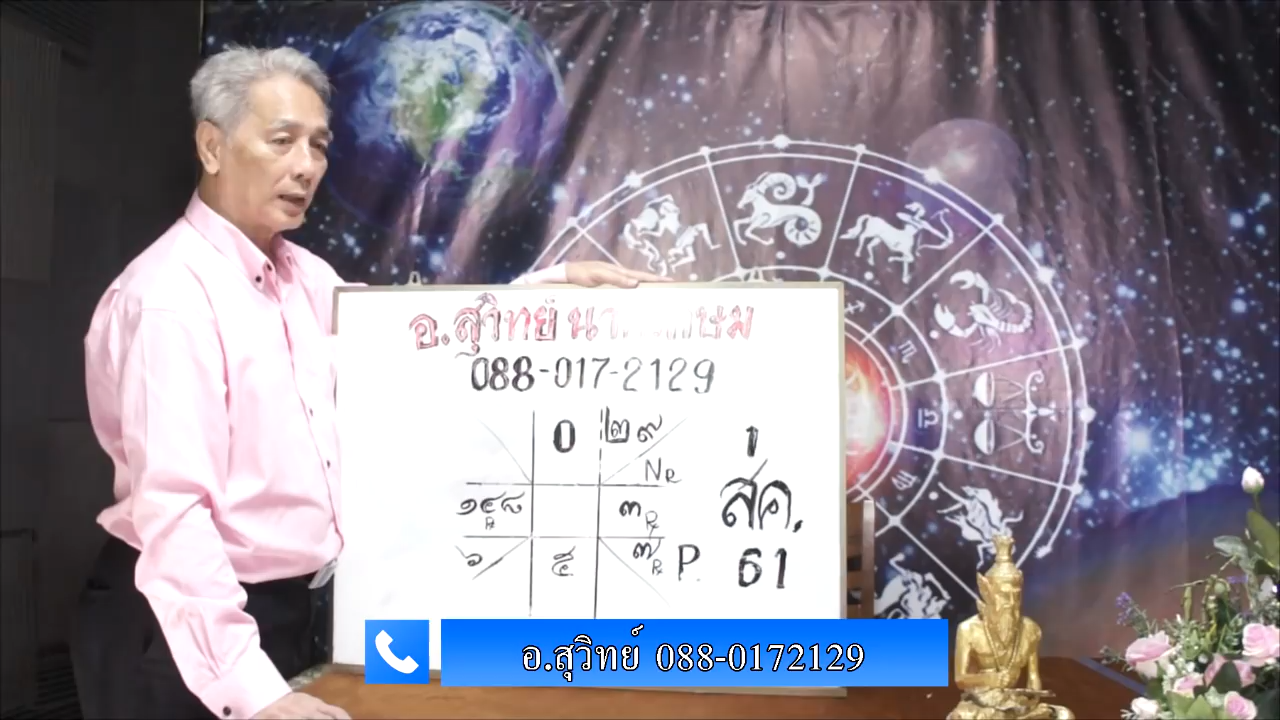 อ.สุวิทย์
088-017-2129
0 ๒ ๙
NR
๑ ๔ ๘ ๓ R
R
๖ ๕ ๗ R P.
1
สค.
61
อ.สุวิทย์ 088-0172129